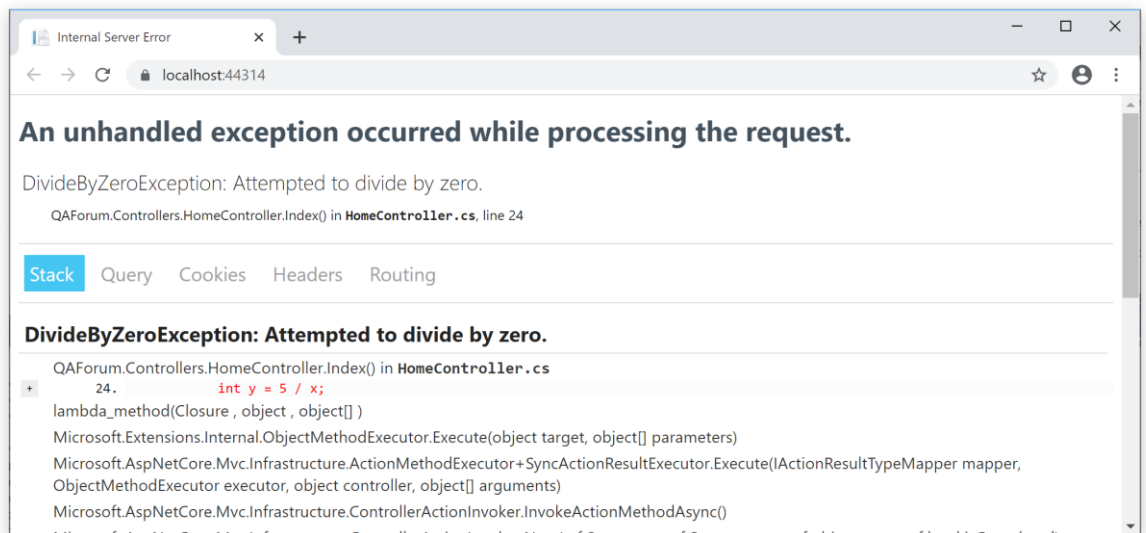 Internal Server Error
localhost:44314
An unhandled exception occurred while processing the request.
DivideByZeroException: Attempted to divide by zero.
QAForum.Controllers.HomeController.Index() in HomeController.cs, line 24
Stack Query Cookies Headers Routing
DivideByZeroException: Attempted to divide by zero.
QAForum.Controllers.HomeController.Index() in HomeController.cs
+ 24. int y = 5 / x;
lambda_method(Closure , object , object[] )
Microsoft.Extensions.Internal.ObjectMethodExecutor.Execute(object target, object[] parameters)
Microsoft.AspNetCore.Mvc.Infrastructure.ActionMethodExecutor+SyncActionResultExecutor.Execute(IActionResultTypeMapper mapper,
ObjectMethodExecutor executor, object controller, object[] arguments)
Microsoft.AspNetCore.Mvc.Infrastructure.ControllerActionInvoker.InvokeActionMethodAsync()